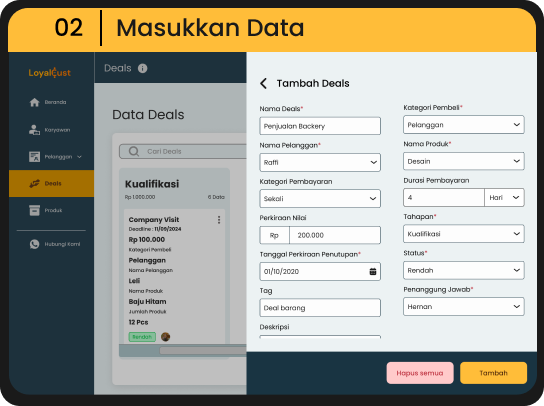 02 Masukkan Data
LoyalCust
Beranda
Karyawan
Pelanggan
Deals
Produk
Hubungi Kami
Deals
Data Deals
Cari Deals
Kualifikasi
Rp 1.000.000 6 Data
Company Visit
Deadline : 11/09/2024
Rp 100.000
Kategori Pembeli
Pelanggan
Nama Pelanggan
Leli
Nama Produk
Baju Hitam
Jumlah Produk
12 Pcs
Rendah
Tambah Deals
Nama Deals*
Penjualan Backery
Nama Pelanggan*
Raffi
Kategori Pembayaran
Sekali
Perkiraan Nilai
Rp 200.000
Tanggal Perkiraan Penutupan*
01/10/2020
Tag
Deal barang
Deskripsi
Kategori Pembeli*
Pelanggan
Nama Produk*
Desain
Durasi Pembayaran
4 Hari
Tahapan*
Kualifikasi
Status*
Rendah
Penanggung Jawab*
Hernan
Hapus semua
Tambah